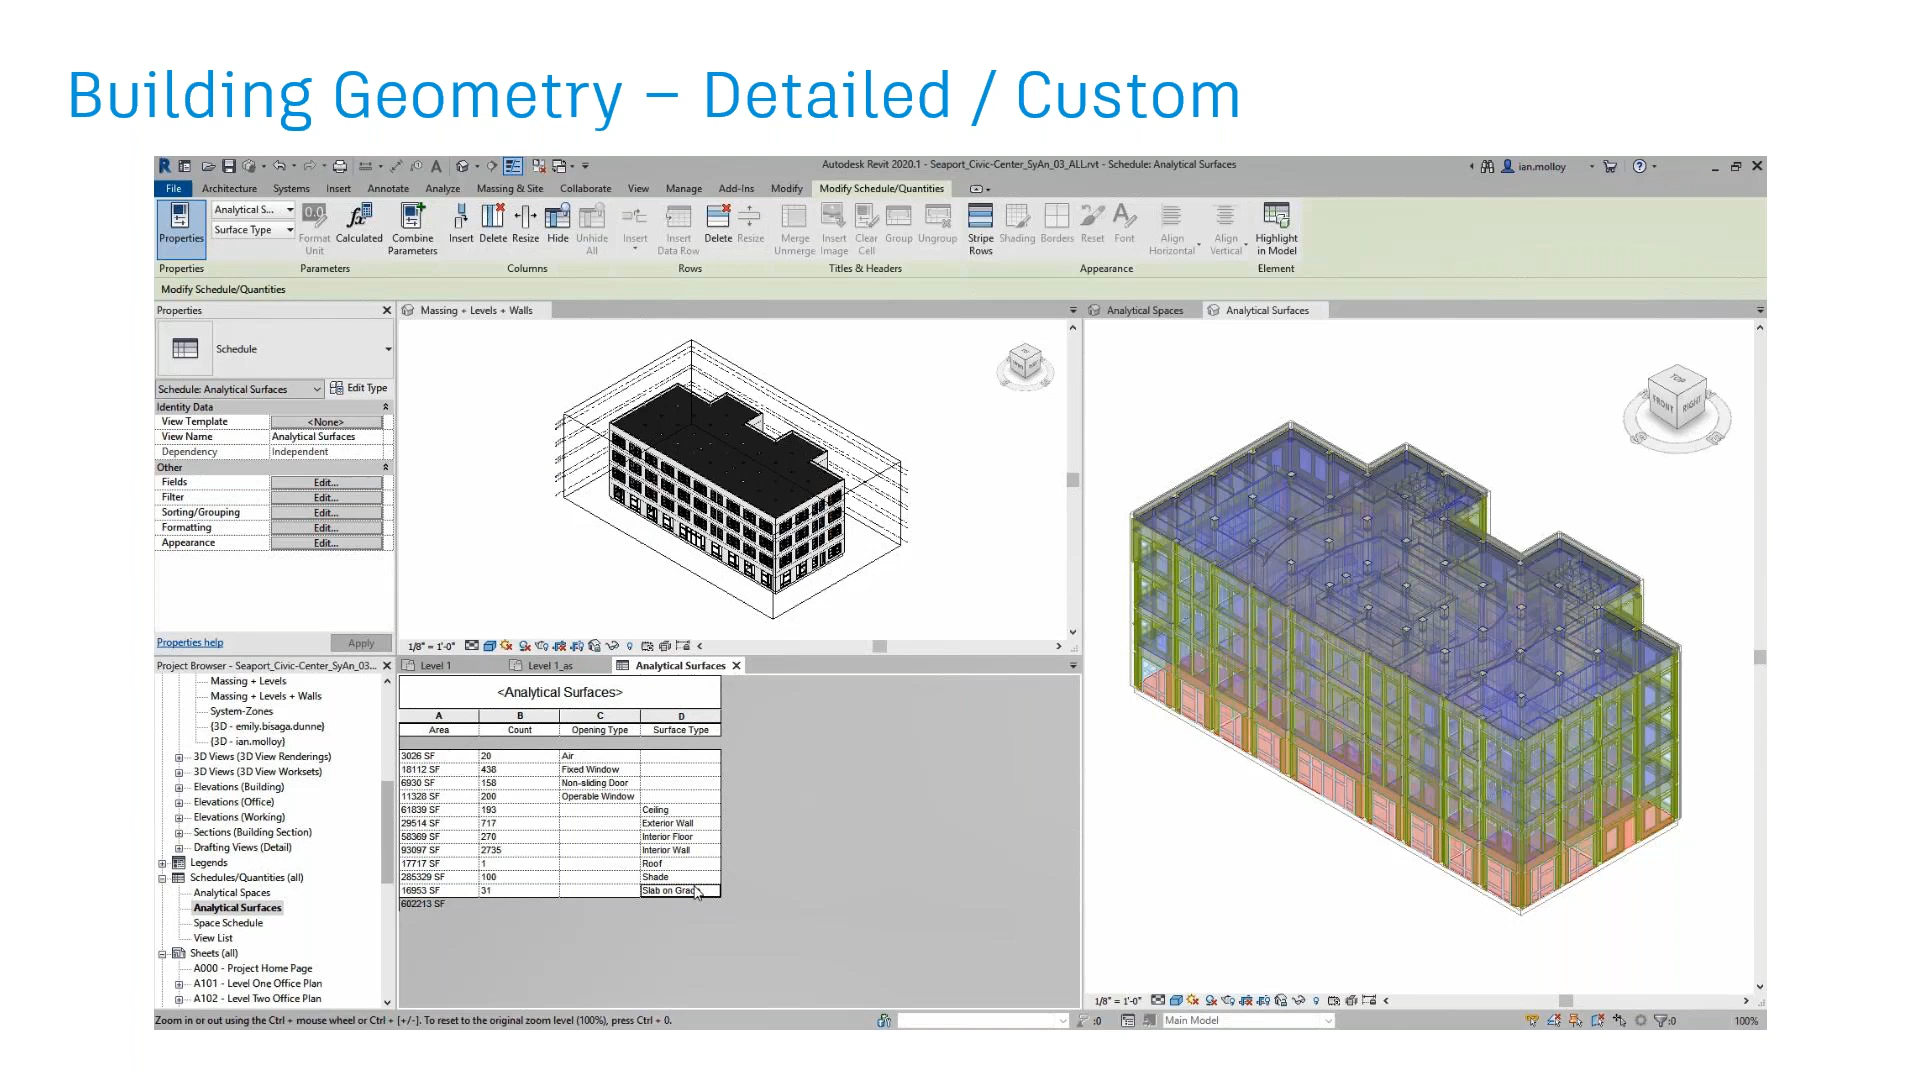 Building Geometry – Detailed / Custom
Autodesk Revit 2020.1 - Seaport_Civic-Center_SyAn_03_ALL.rvt - Schedule: Analytical Surfaces
ian.molloy
File Architecture Systems Insert Annotate Analyze Massing & Site Collaborate View Manage Add-Ins Modify Modify Schedule/Quantities
Properties
Analytical S...
Surface Type
Format Unit
Calculated
Combine Parameters
Insert Delete Resize Hide Unhide All
Insert
Insert Data Row
Delete Resize
Merge Unmerge
Insert Image
Clear Cell
Group Ungroup
Stripe Rows
Shading Borders Reset Font
Align Horizontal
Align Vertical
Highlight in Model
Properties Parameters Columns Rows Titles & Headers Appearance Element
Modify Schedule/Quantities
Properties
Schedule
Schedule: Analytical Surfaces
Edit Type
Identity Data
View Template <None>
View Name Analytical Surfaces
Dependency Independent
Other
Fields Edit...
Filter Edit...
Sorting/Grouping Edit...
Formatting Edit...
Appearance Edit...
Properties help
Apply
Massing + Levels + Walls
1/8" = 1'-0"
Analytical Spaces
Analytical Surfaces
TOP
FRONT
RIGHT
Project Browser - Seaport_Civic-Center_SyAn_03...
Massing + Levels
Massing + Levels + Walls
System-Zones
{3D - emily.bisaga.dunne}
{3D - ian.molloy}
3D Views (3D View Renderings)
3D Views (3D View Worksets)
Elevations (Building)
Elevations (Office)
Elevations (Working)
Sections (Building Section)
Drafting Views (Detail)
Legends
Schedules/Quantities (all)
Analytical Spaces
Analytical Surfaces
Space Schedule
View List
Sheets (all)
A000 - Project Home Page
A101 - Level One Office Plan
A102 - Level Two Office Plan
Level 1
Level 1_as
Analytical Surfaces
<Analytical Surfaces>
A B C D
Area Count Opening Type Surface Type
3026 SF 20 Air
18112 SF 438 Fixed Window
6930 SF 158 Non-sliding Door
11328 SF 200 Operable Window
61839 SF 193 Ceiling
29514 SF 717 Exterior Wall
58369 SF 270 Interior Floor
93097 SF 2735 Interior Wall
17717 SF 1 Roof
285329 SF 100 Shade
16953 SF 31 Slab on Grad
602213 SF
1/8" = 1'-0"
Zoom in or out using the Ctrl + mouse wheel or Ctrl + [+/-]. To reset to the original zoom level (100%), press Ctrl + 0.
:0
Main Model
:0
100%